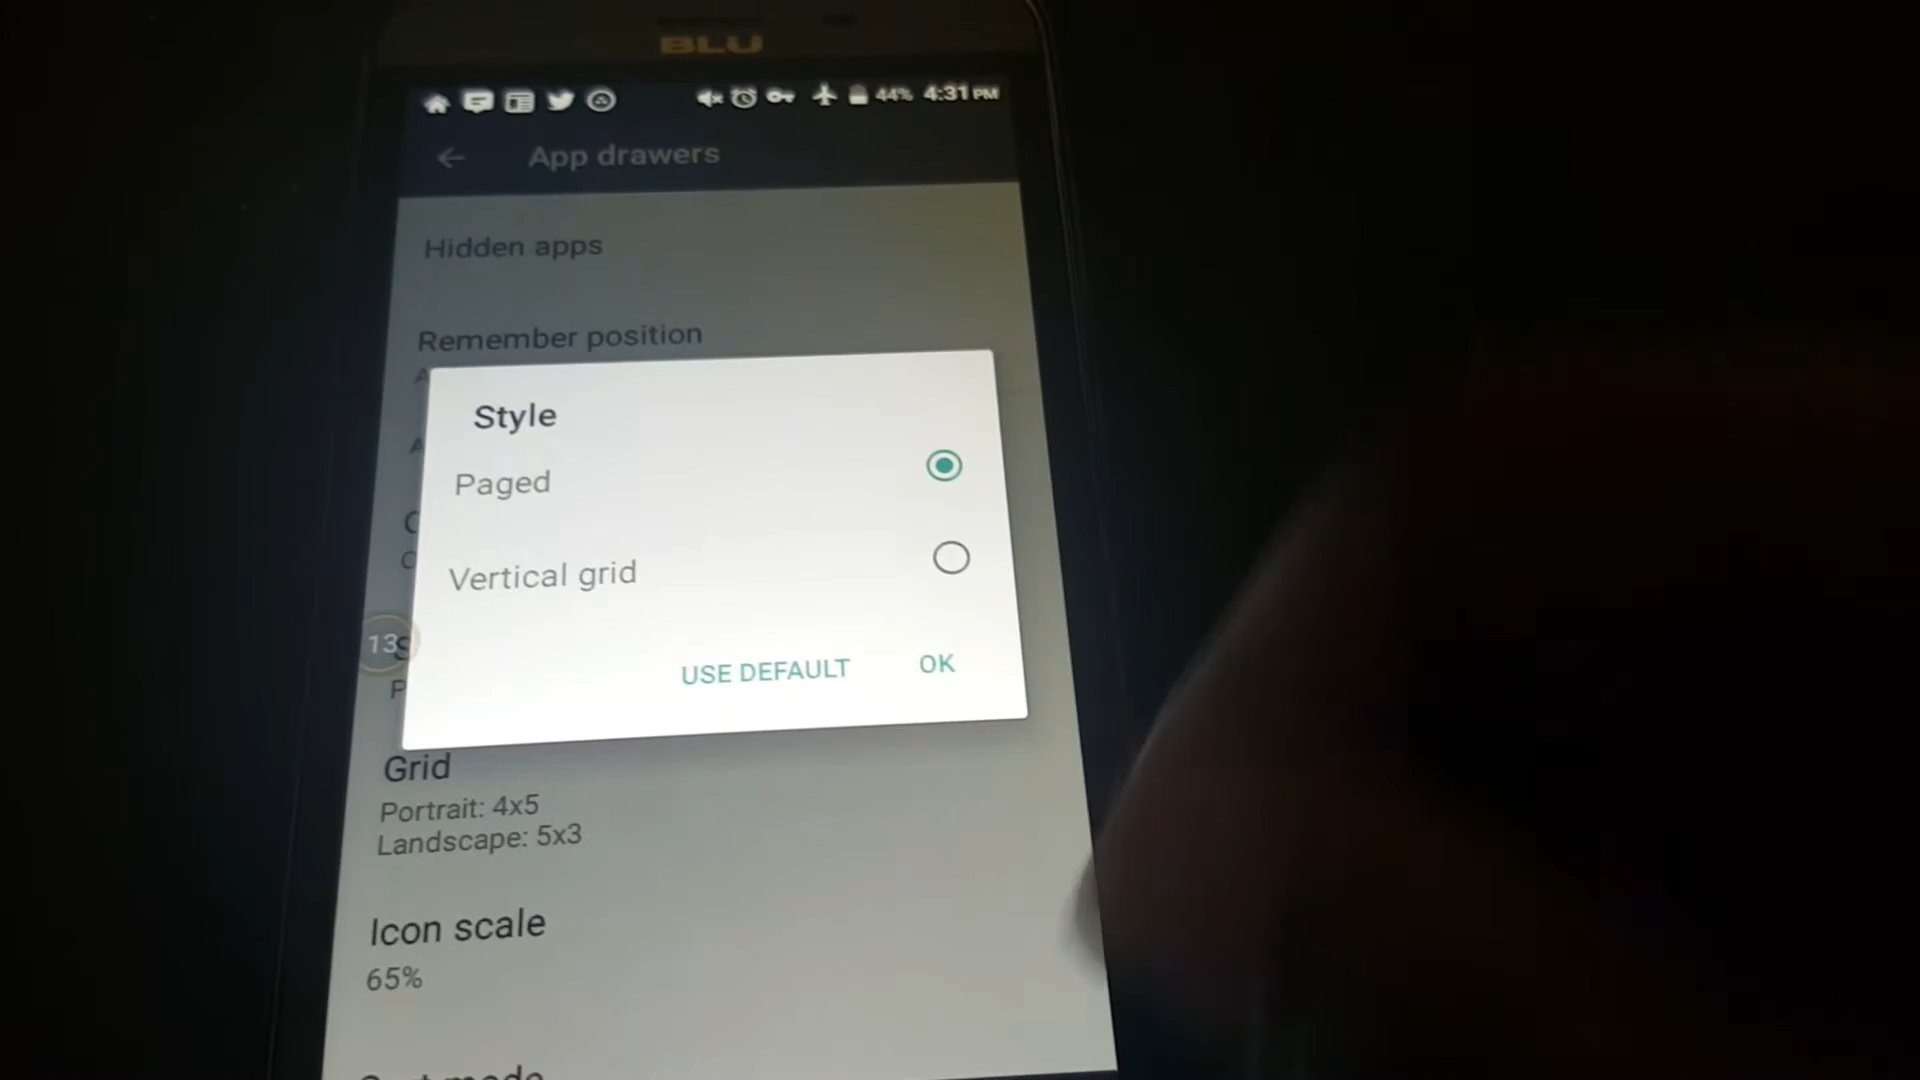 BLU
44% 4:31 PM
App drawers
Hidden apps
Remember position
Style
Paged
Vertical grid
13
USE DEFAULT OK
Grid
Portrait: 4x5
Landscape: 5x3
Icon scale
65%